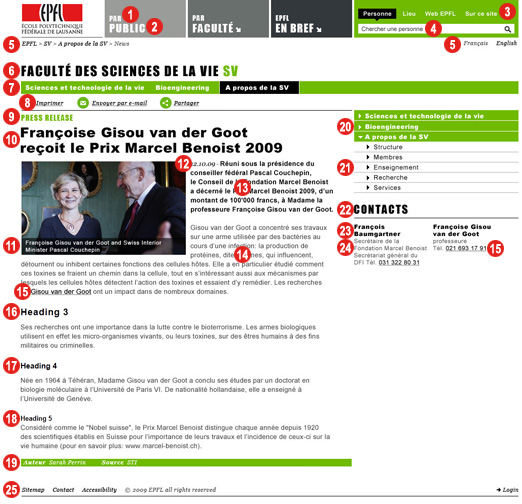 EPFL
ÉCOLE POLYTECHNIQUE
FÉDÉRALE DE LAUSANNE
PAR 1
PUBLIC 2
PAR
FACULTÉ
EPFL
EN BREF
Personne Lieu Web EPFL Sur ce site 3
Chercher une personne 4
5 EPFL > SV > A propos de la SV > News
5 Français English
6 FACULTÉ DES SCIENCES DE LA VIE SV
7 Sciences et technologie de la vie Bioengineering A propos de la SV
8 Imprimer Envoyer par e-mail Partager
9 PRESS RELEASE
10 Françoise Gisou van der Goot
reçoit le Prix Marcel Benoist 2009
11 Françoise Gisou van der Goot and Swiss Interior
Minister Pascal Couchepin
12 .10.09 - Réuni sous la présidence du
conseiller fédéral Pascal Couchepin,
le Conseil de 13 ondation Marcel Benoist
a décerné le Marcel Benoist 2009, d'un
montant de 100'000 francs, à Madame la
professeure Françoise Gisou van der Goot.
Gisou van der Goot a concentré ses travaux
sur une arme utilisée par des bactéries au
cours d'une infection: la production de
protéines, dite 14 nes, qui influencent,
détournent ou inhibent certaines fonctions des cellules hôtes. Elle a en particulier étudié comment
ces toxines se fraient un chemin dans la cellule, tout en s'intéressant aussi aux mécanismes par
lesquels les cellules hôtes détectent l'action des toxines et essaient d'y remédier. Les recherches
15 Gisou van der Goot ont un impact dans de nombreux domaines.
16 Heading 3
Ses recherches ont une importance dans la lutte contre le bioterrorisme. Les armes biologiques
utilisent en effet les micro-organismes vivants, ou leurs toxines, sur des êtres humains à des fins
militaires ou criminelles.
17 Heading 4
Née en 1964 à Téhéran, Madame Gisou van der Goot a conclu ses études par un doctorat en
biologie moléculaire à l'Université de Paris VI. De nationalité hollandaise, elle a enseigné à
l'Université de Genève.
18 Heading 5
Considéré comme le "Nobel suisse", le Prix Marcel Benoist distingue chaque année depuis 1920
des scientifiques établis en Suisse pour l'importance de leurs travaux et l'incidence de ceux-ci sur la
vie humaine (pour en savoir plus: www.marcel-benoist.ch).
19 Auteur Sarah Perrin Source STI
Sciences et technologie de la vie
20 Bioengineering
A propos de la SV
Structure
Membres
21 Enseignement
Recherche
Services
22 CONTACTS
23 François
Baumgartner
24 Secrétaire de la
Fondation Marcel Benoist
Secrétariat général du
DFI Tél. 031 322 80 31
Françoise Gisou
van der Goot
professeure
Tél. 021 693 17 91 15
25 Sitemap Contact Accessibility © 2009 EPFL all rights reserved Login